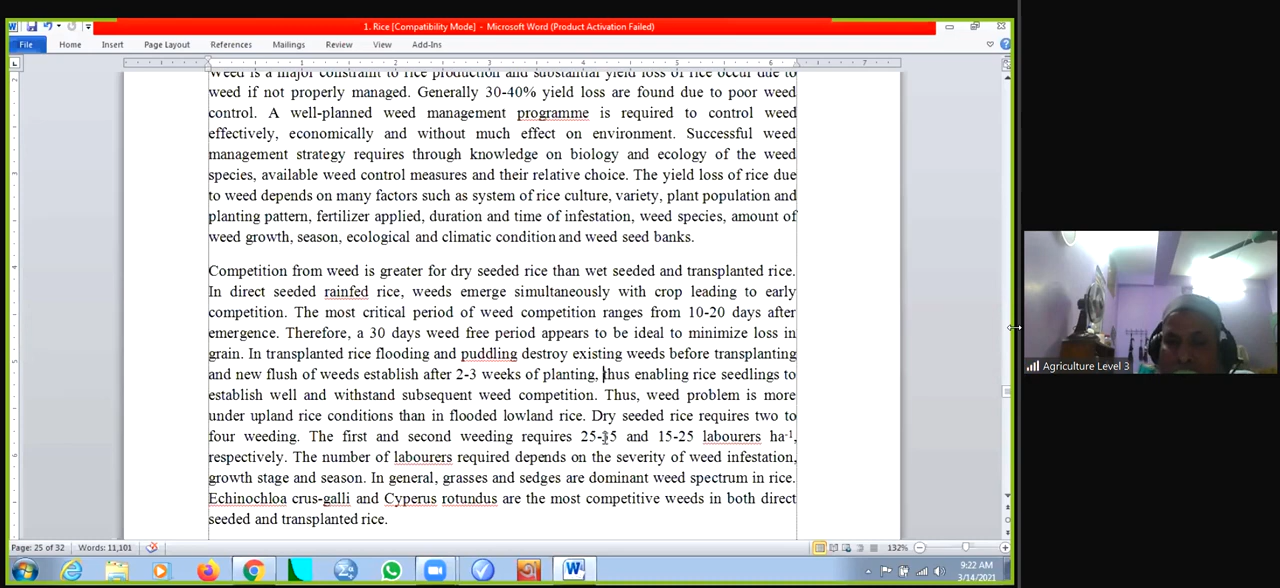 1. Rice [Compatibility Mode] - Microsoft Word (Product Activation Failed)
File Home Insert Page Layout References Mailings Review View Add-Ins
Weed is a major constraint to rice production and substantial yield loss of rice occur due to
weed if not properly managed. Generally 30-40% yield loss are found due to poor weed
control. A well-planned weed management programme is required to control weed
effectively, economically and without much effect on environment. Successful weed
management strategy requires through knowledge on biology and ecology of the weed
species, available weed control measures and their relative choice. The yield loss of rice due
to weed depends on many factors such as system of rice culture, variety, plant population and
planting pattern, fertilizer applied, duration and time of infestation, weed species, amount of
weed growth, season, ecological and climatic condition and weed seed banks.
Competition from weed is greater for dry seeded rice than wet seeded and transplanted rice.
In direct seeded rainfed rice, weeds emerge simultaneously with crop leading to early
competition. The most critical period of weed competition ranges from 10-20 days after
emergence. Therefore, a 30 days weed free period appears to be ideal to minimize loss in
grain. In transplanted rice flooding and puddling destroy existing weeds before transplanting
and new flush of weeds establish after 2-3 weeks of planting, thus enabling rice seedlings to
establish well and withstand subsequent weed competition. Thus, weed problem is more
under upland rice conditions than in flooded lowland rice. Dry seeded rice requires two to
four weeding. The first and second weeding requires 25-35 and 15-25 labourers ha-1,
respectively. The number of labourers required depends on the severity of weed infestation,
growth stage and season. In general, grasses and sedges are dominant weed spectrum in rice.
Echinochloa crus-galli and Cyperus rotundus are the most competitive weeds in both direct
seeded and transplanted rice.
Agriculture Level 3
Page: 25 of 32 Words: 11,101 132%
9:22 AM
3/14/2021